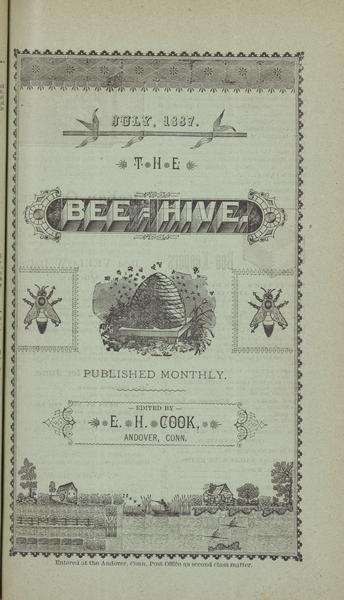 JULY, 1887.
T·H·E
BEE HIVE,
PUBLISHED MONTHLY.
— EDITED BY —
E. H. COOK,
ANDOVER, CONN.
Entered at the Andover, Conn. Post Office as second class matter.